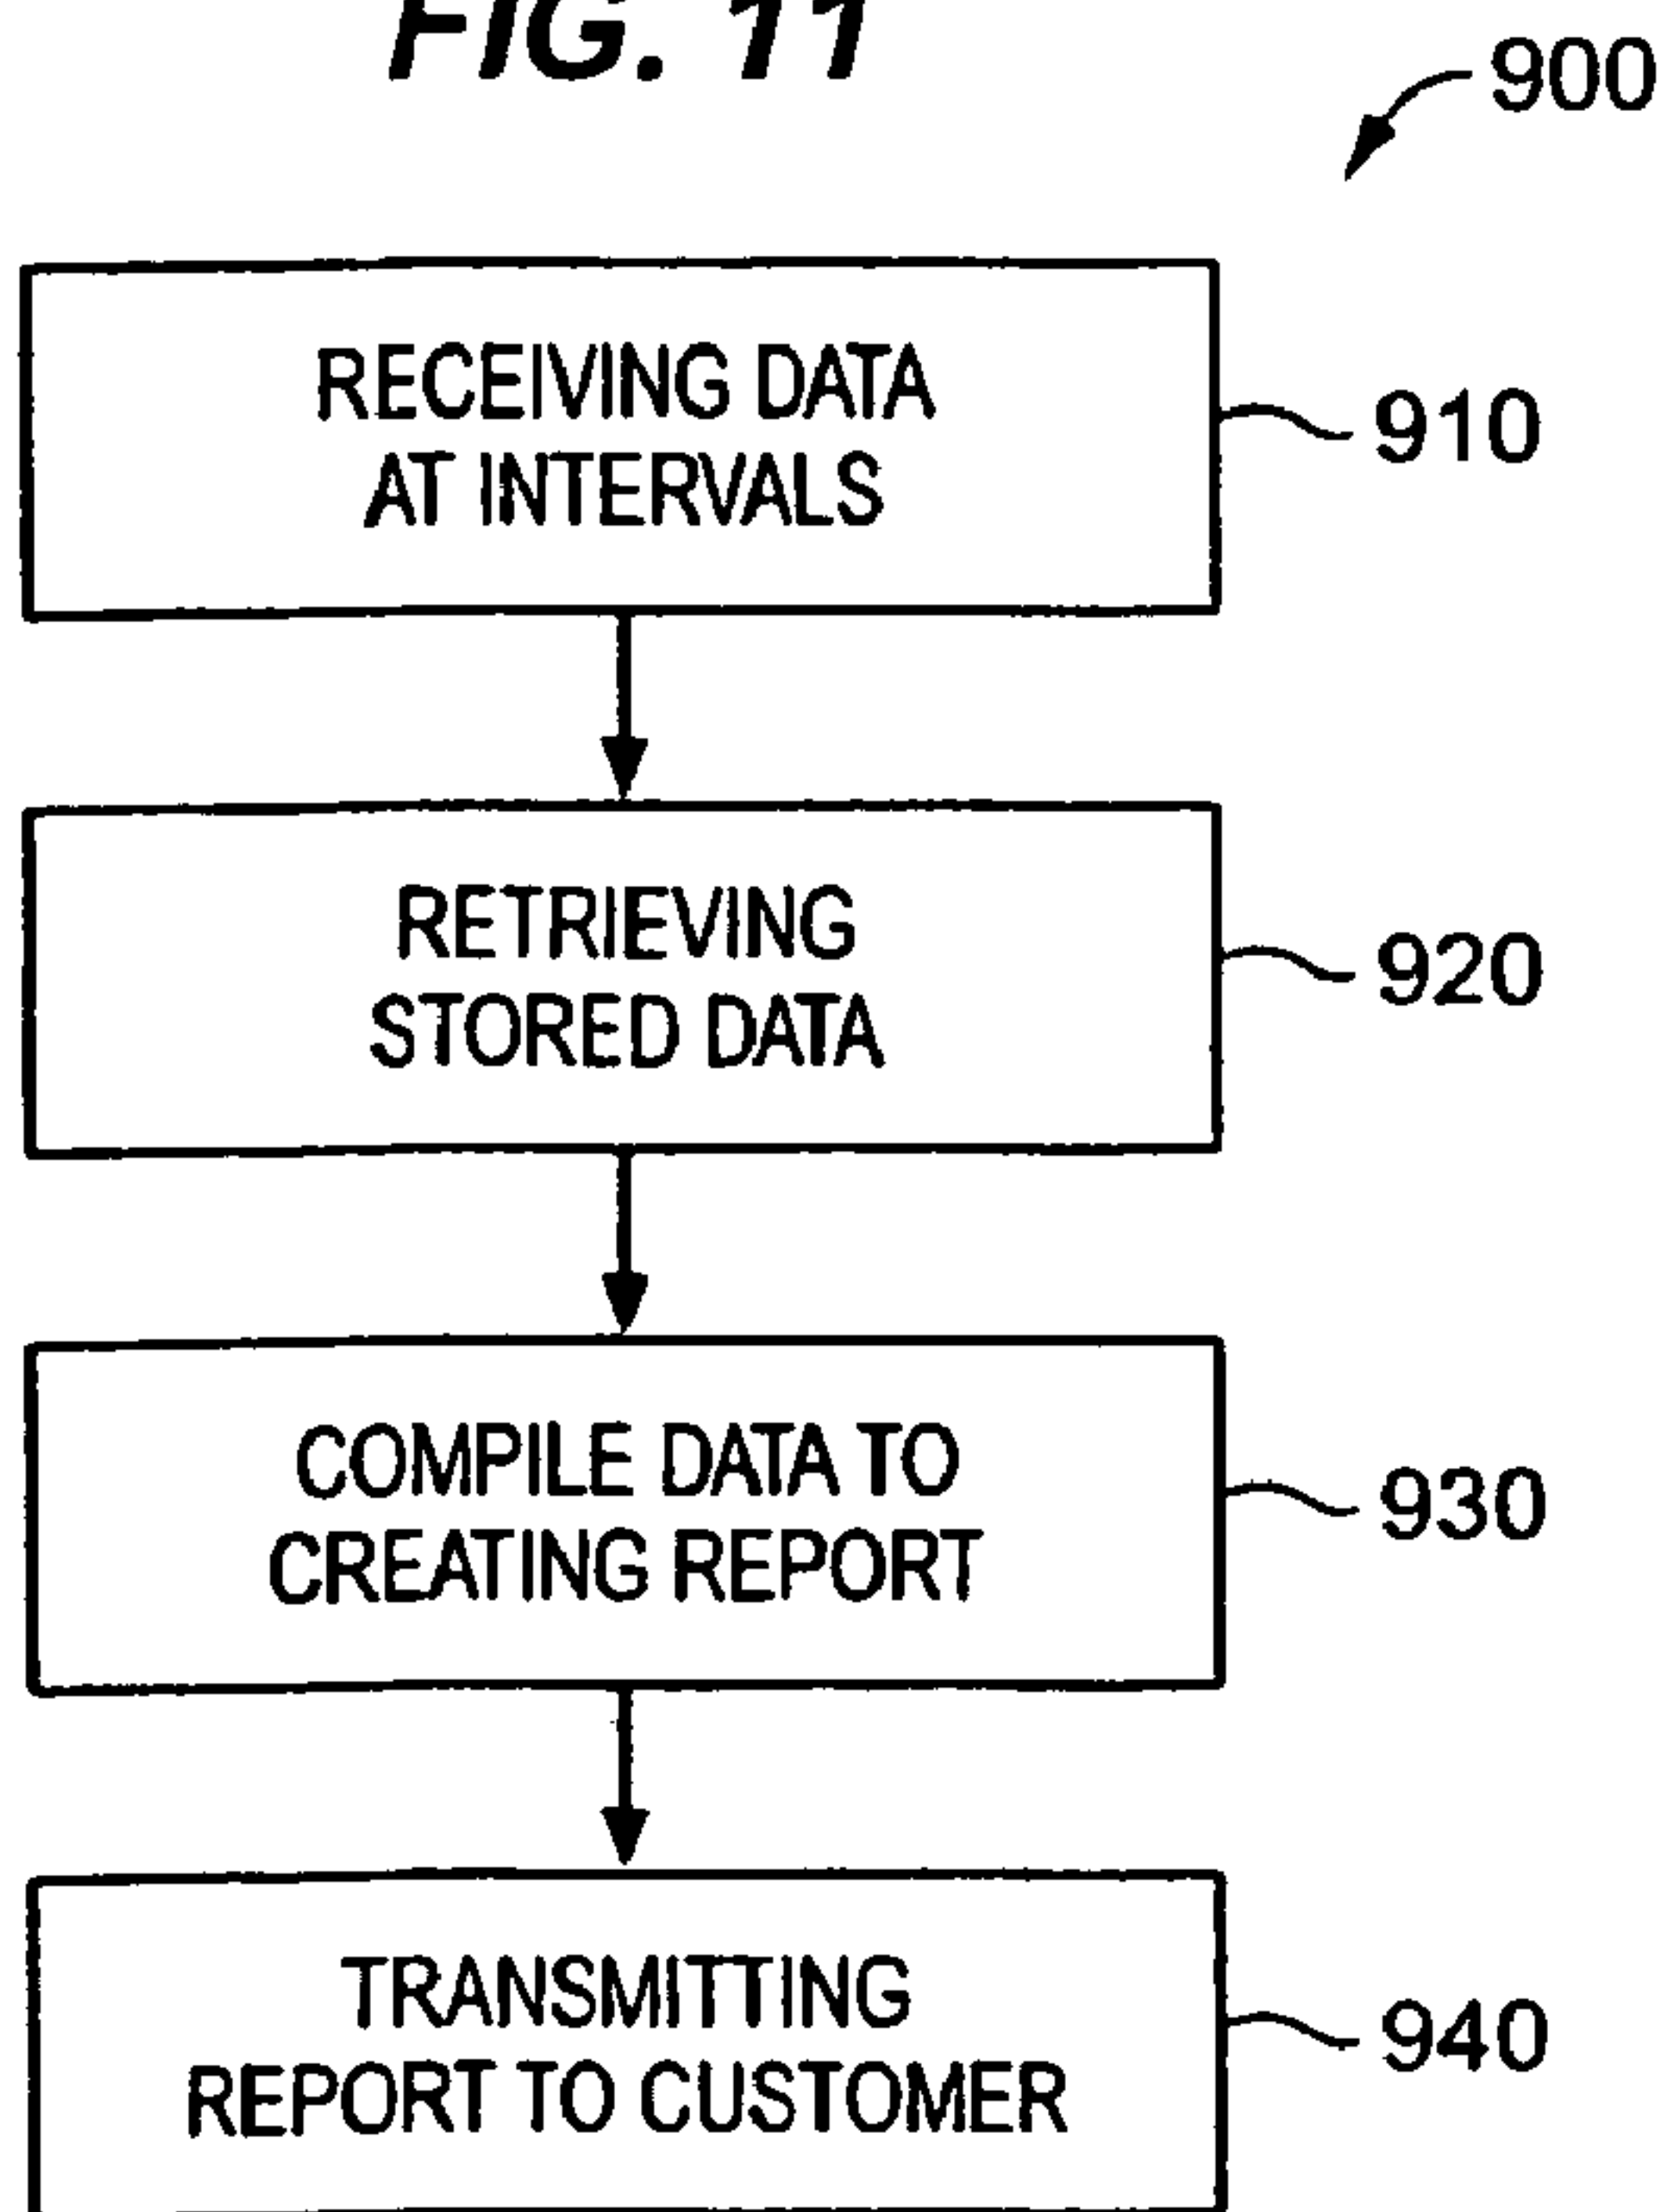 FIG. 11
900
RECEIVING DATA
AT INTERVALS
910
RETRIEVING
STORED DATA
920
COMPILE DATA TO
CREATING REPORT
930
TRANSMITTING
REPORT TO CUSTOMER
940